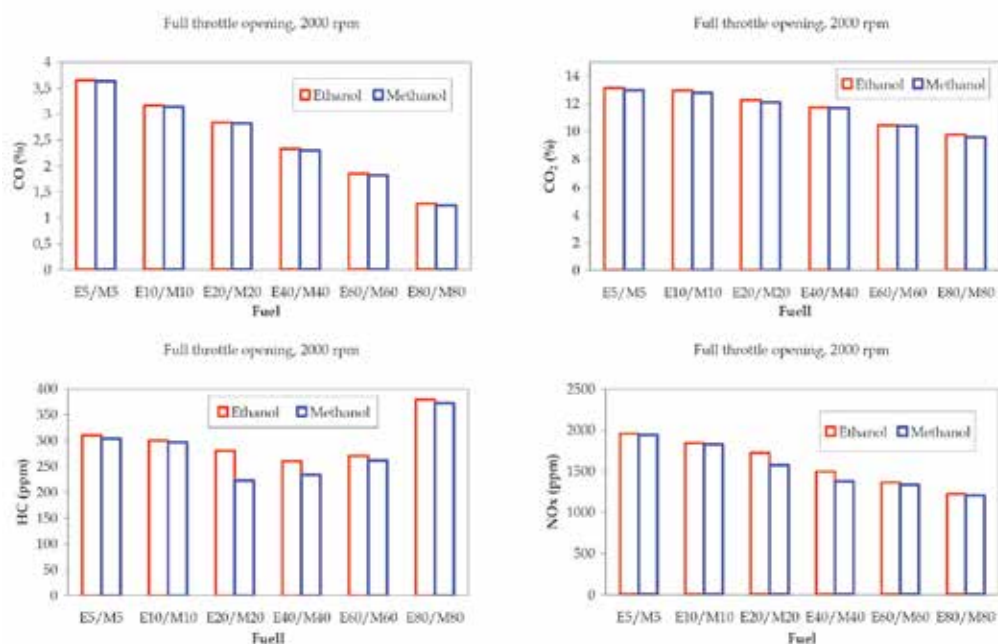 Full throttle opening, 2000 rpm
CO (%)
4
3,5
3
2,5
2
1,5
1
0,5
0
Ethanol Methanol
E5/M5 E10/M10 E20/M20 E40/M40 E60/M60 E80/M80
Fuel
Full throttle opening, 2000 rpm
CO₂ (%)
14
12
10
8
6
4
2
0
Ethanol Methanol
E5/M5 E10/M10 E20/M20 E40/M40 E60/M60 E80/M80
Fuell
Full throttle opening, 2000 rpm
HC (ppm)
400
350
300
250
200
150
100
50
0
Ethanol Methanol
E5/M5 E10/M10 E20/M20 E40/M40 E60/M60 E80/M80
Fuell
Full throttle opening, 2000 rpm
NOx (ppm)
2500
2000
1500
1000
500
0
Ethanol Methanol
E5/M5 E10/M10 E20/M20 E40/M40 E60/M60 E80/M80
Fuel